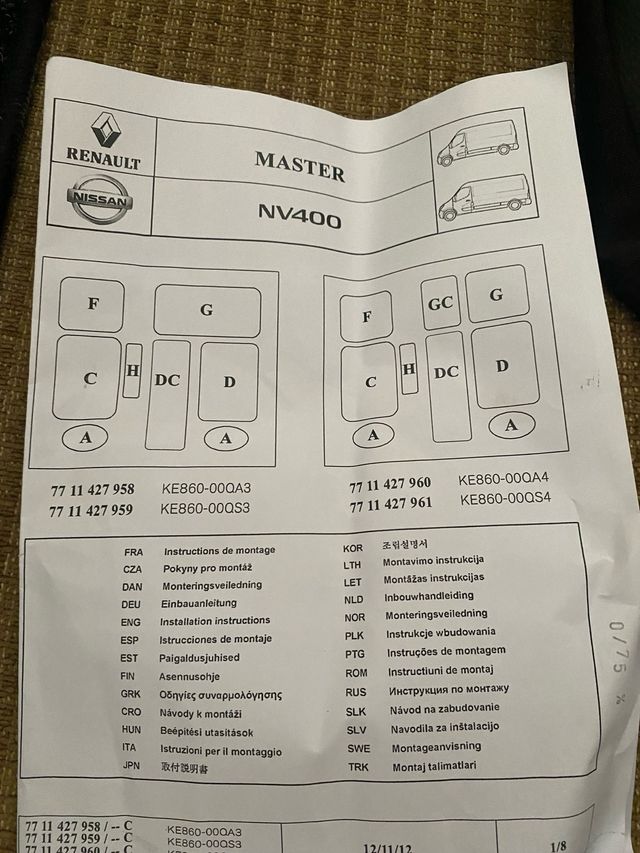 RENAULT
MASTER
NISSAN
NV400
F
G
C
H
DC
D
A
A
F
GC
G
C
H
DC
D
A
A
77 11 427 958 KE860-00QA3
77 11 427 959 KE860-00QS3
77 11 427 960 KE860-00QA4
77 11 427 961 KE860-00QS4
FRA Instructions de montage
CZA Pokyny pro montáž
DAN Monteringsveiledning
DEU Einbauanleitung
ENG Installation instructions
ESP Istrucciones de montaje
EST Paigaldusjuhised
FIN Asennusohje
GRK Οδηγίες συναρμολόγησης
CRO Návody k montáži
HUN Beépítési utasítások
ITA Istruzioni per il montaggio
JPN 取付説明書
KOR 조립설명서
LTH Montavimo instrukcija
LET Montāžas instrukcijas
NLD Inbouwhandleiding
NOR Monteringsveiledning
PLK Instrukcje wbudowania
PTG Instruções de montagem
ROM Instructiuni de montaj
RUS Инструкция по монтажу
SLK Návod na zabudovanie
SLV Navodila za inštalacijo
SWE Montageanvisning
TRK Montaj talimatlari
0/75 %
77 11 427 958 / -- C KE860-00QA3
77 11 427 959 / -- C KE860-00QS3
77 11 427 960 / -- C
12/11/12
1/8